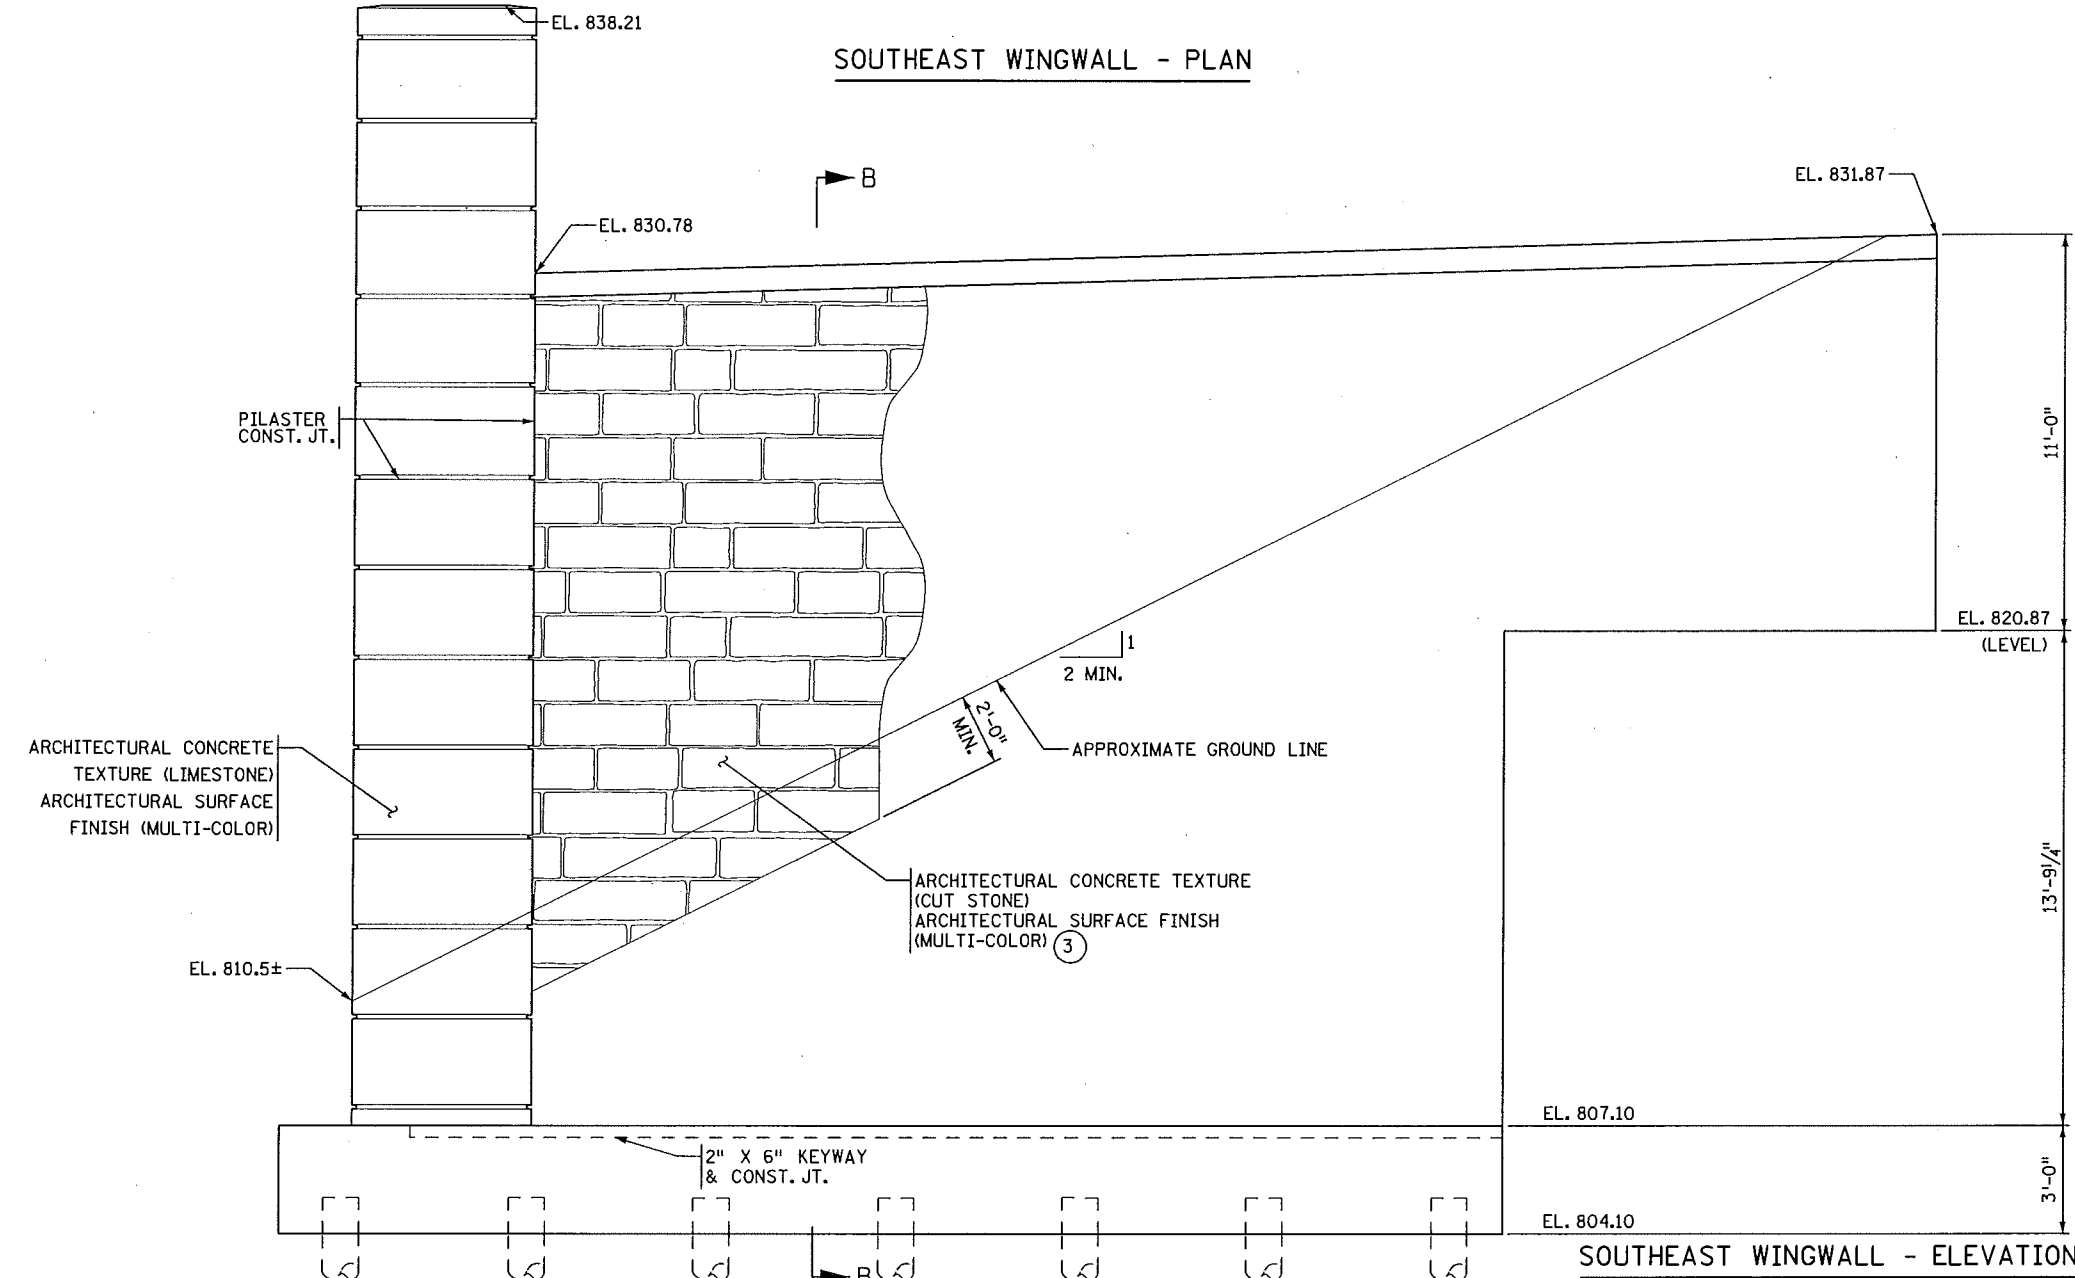 EL. 838.21
SOUTHEAST WINGWALL - PLAN
B
EL. 831.87
EL. 830.78
PILASTER
CONST. JT.
11'-0"
EL. 820.87
(LEVEL)
1
2 MIN.
2'-0"
MIN.
APPROXIMATE GROUND LINE
ARCHITECTURAL CONCRETE
TEXTURE (LIMESTONE)
ARCHITECTURAL SURFACE
FINISH (MULTI-COLOR)
13'-9 1/4"
ARCHITECTURAL CONCRETE TEXTURE
(CUT STONE)
ARCHITECTURAL SURFACE FINISH
(MULTI-COLOR) 3
EL. 810.5±
EL. 807.10
2" X 6" KEYWAY
& CONST. JT.
3'-0"
EL. 804.10
SOUTHEAST WINGWALL - ELEVATION
B